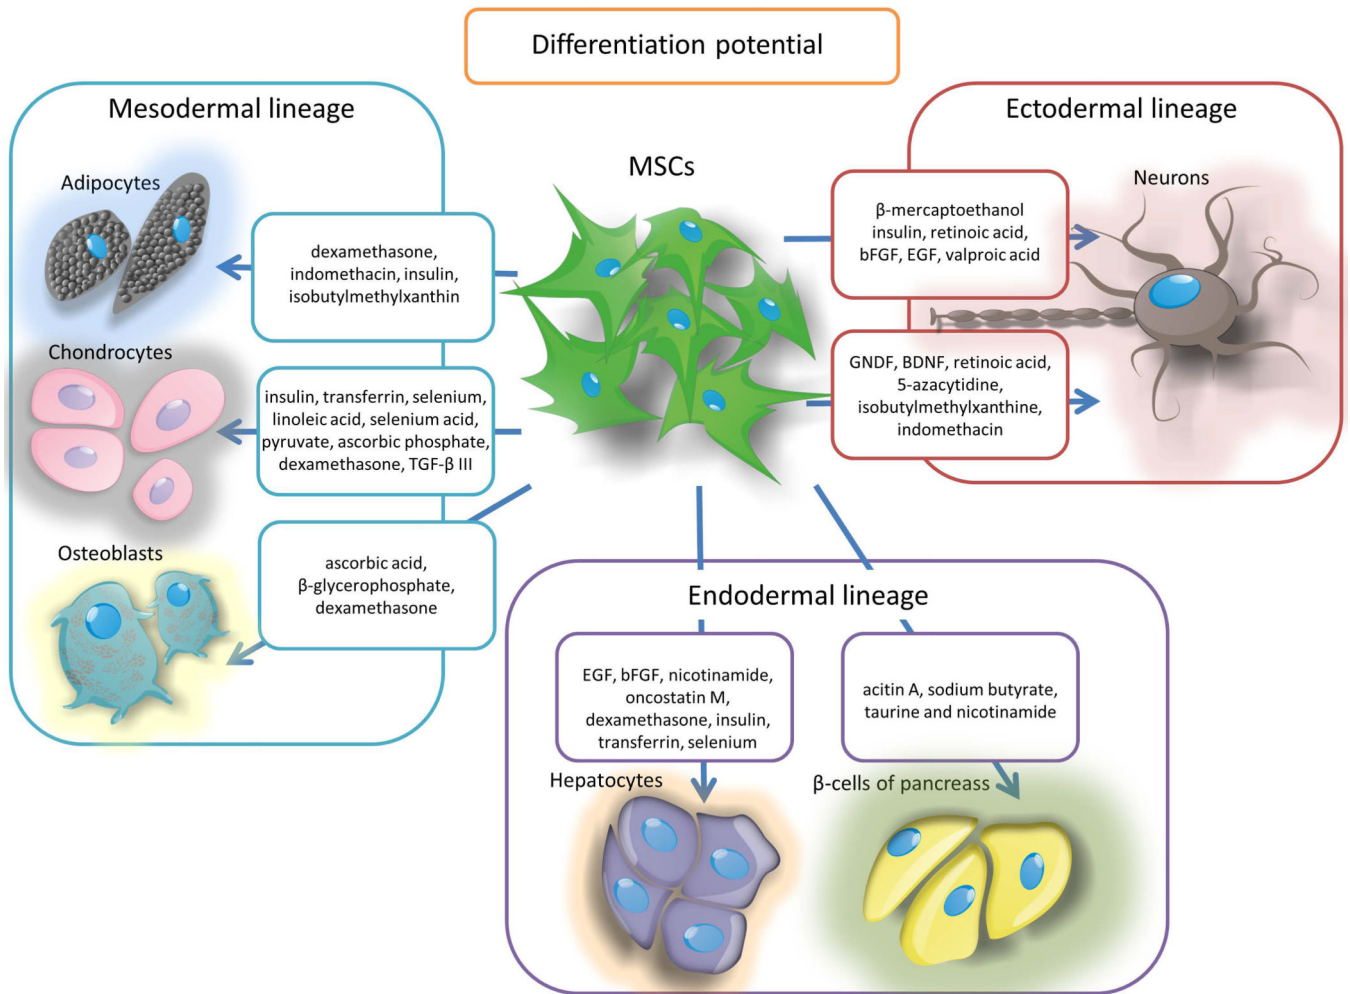 Differentiation potential
Mesodermal lineage
Adipocytes
dexamethasone,
indomethacin, insulin,
isobutylmethylxanthin
Chondrocytes
insulin, transferrin, selenium,
linoleic acid, selenium acid,
pyruvate, ascorbic phosphate,
dexamethasone, TGF-β III
Osteoblasts
ascorbic acid,
β-glycerophosphate,
dexamethasone
MSCs
Ectodermal lineage
Neurons
β-mercaptoethanol
insulin, retinoic acid,
bFGF, EGF, valproic acid
GNDF, BDNF, retinoic acid,
5-azacytidine,
isobutylmethylxanthine,
indomethacin
Endodermal lineage
EGF, bFGF, nicotinamide,
oncostatin M,
dexamethasone, insulin,
transferrin, selenium
Hepatocytes
acitin A, sodium butyrate,
taurine and nicotinamide
β-cells of pancreass